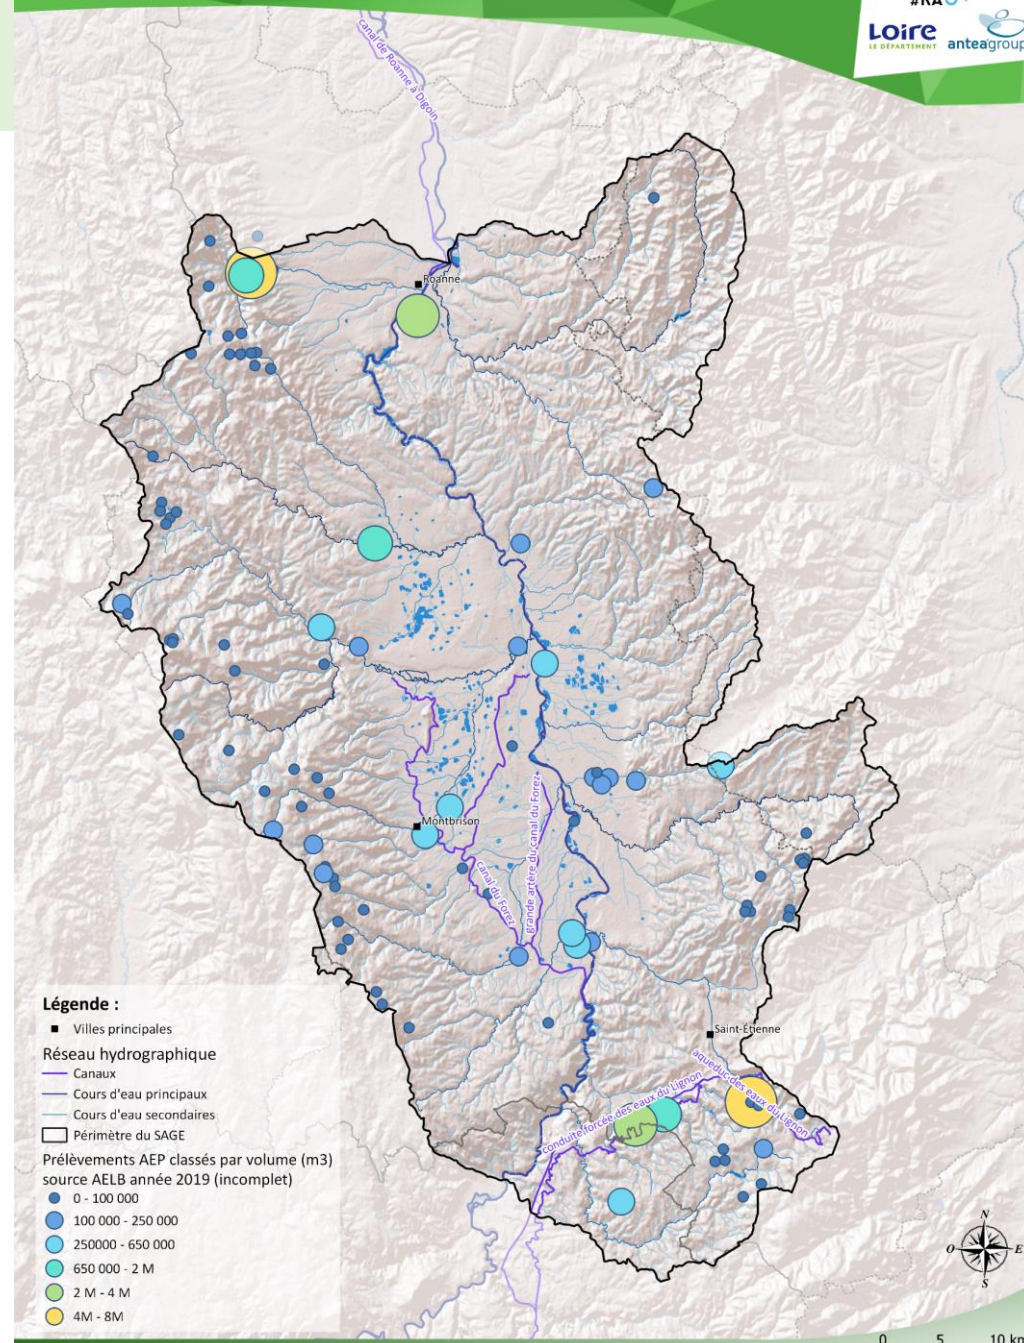 Loire
LE DÉPARTEMENT
anteagroup
canal de Roanne à Digoin
Roanne
Montbrison
canal du Forez
grande artère du canal du Forez
Saint-Étienne
aqueduc des eaux du Lignon
conduite forcée des eaux du Lignon
Légende :
Villes principales
Réseau hydrographique
Canaux
Cours d'eau principaux
Cours d'eau secondaires
Périmètre du SAGE
Prélèvements AEP classés par volume (m3)
source AELB année 2019 (incomplet)
0 - 100 000
100 000 - 250 000
250000 - 650 000
650 000 - 2 M
2 M - 4 M
4M - 8M
N
O
E
S
0 5 10 km